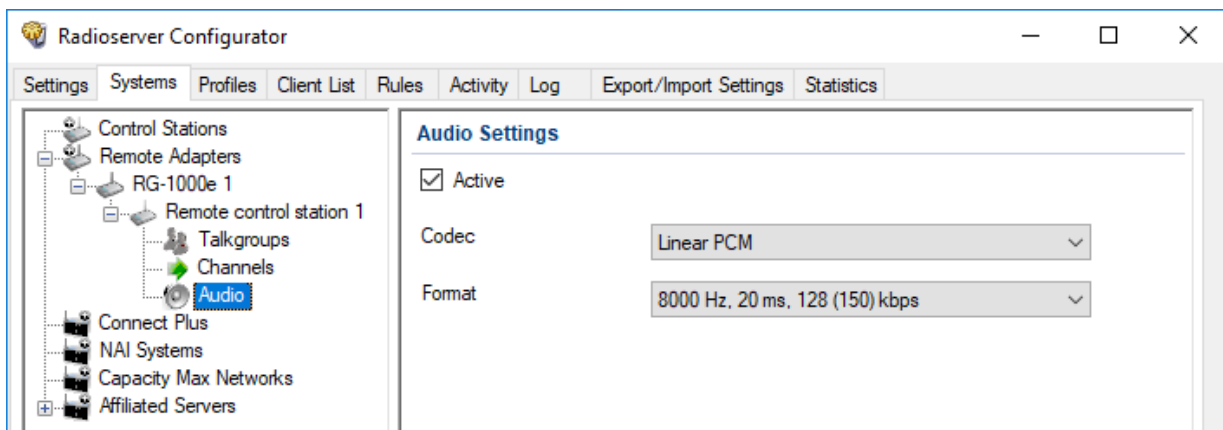 Radioserver Configurator
Settings Systems Profiles Client List Rules Activity Log Export/Import Settings Statistics
Control Stations
Remote Adapters
RG-1000e 1
Remote control station 1
Talkgroups
Channels
Audio
Connect Plus
NAI Systems
Capacity Max Networks
Affiliated Servers
Audio Settings
Active
Codec Linear PCM
Format 8000 Hz, 20 ms, 128 (150) kbps